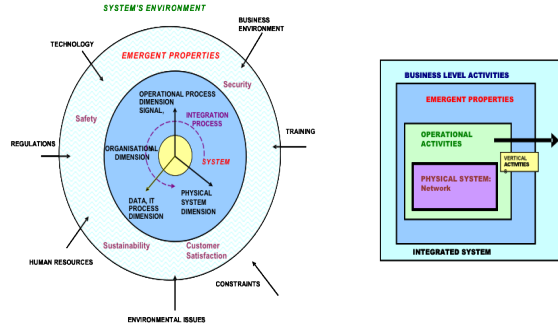 SYSTEM'S ENVIRONMENT
BUSINESS
ENVIRONMENT
TECHNOLOGY
EMERGENT PROPERTIES
Security
OPERATIONAL PROCESS
DIMENSION
SIGNAL,
INTEGRATION
PROCESS
Safety
TRAINING
REGULATIONS
ORGANISATIONAL
DIMENSION
SYSTEM
PHYSICAL
SYSTEM
DIMENSION
DATA, IT
PROCESS
DIMENSION
Sustainability
Customer
Satisfaction
HUMAN RESOURCES
CONSTRAINTS
ENVIRONMENTAL ISSUES
BUSINESS LEVEL ACTIVITIES
EMERGENT PROPERTIES
OPERATIONAL
ACTIVITIES
VERTICAL
ACTIVITIES
S
PHYSICAL SYSTEM:
Network
INTEGRATED SYSTEM